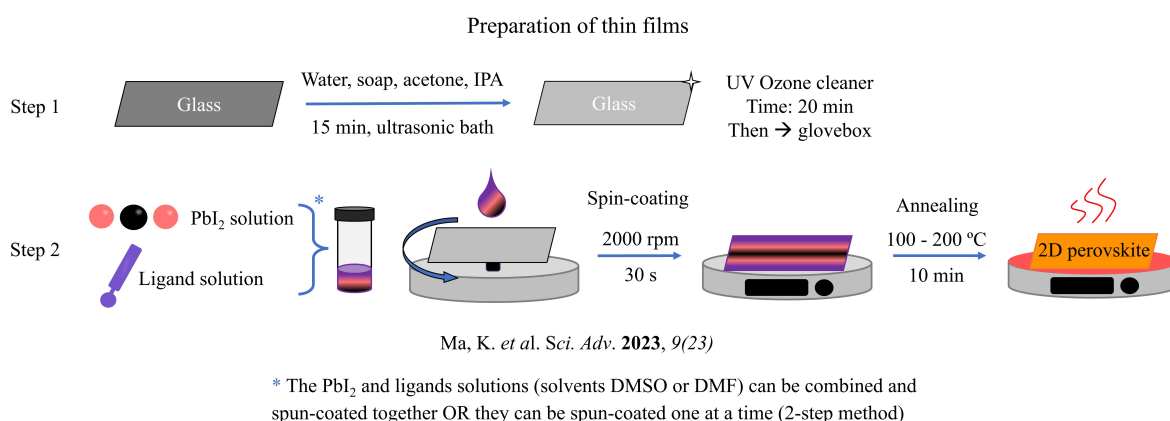 Preparation of thin films
Step 1
Glass
Water, soap, acetone, IPA
15 min, ultrasonic bath
Glass
UV Ozone cleaner
Time: 20 min
Then → glovebox
Step 2
PbI₂ solution
Ligand solution
*
Spin-coating
2000 rpm
30 s
Annealing
100 - 200 ºC
10 min
2D perovskite
Ma, K. et al. Sci. Adv. 2023, 9(23)
* The PbI₂ and ligands solutions (solvents DMSO or DMF) can be combined and
spun-coated together OR they can be spun-coated one at a time (2-step method)